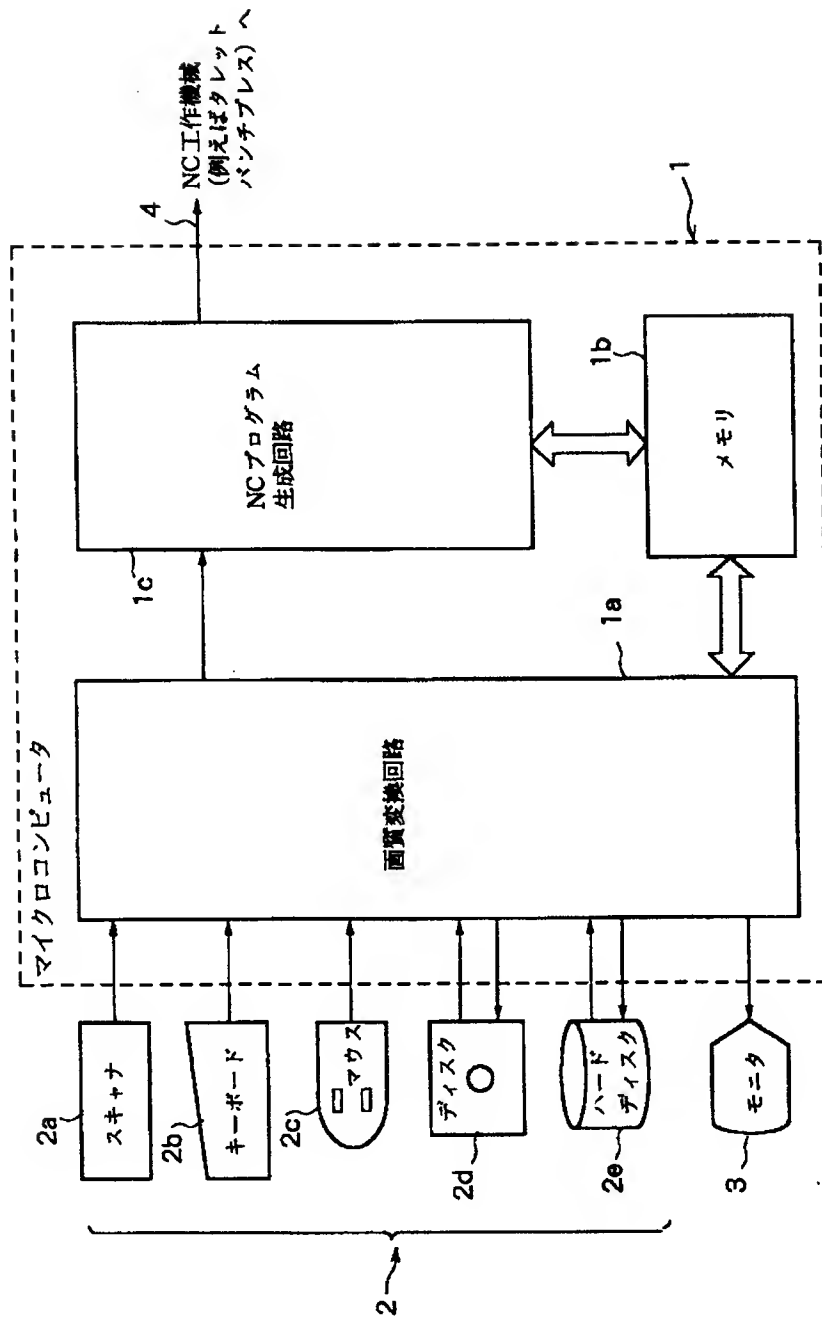 マイクロコンピュータ
2a
スキャナ
2b
キーボード
2c
マウス
2d
ディスク
2e
ハード
ディスク
3
モニタ
2
画質変換回路
1a
1c
NCプログラム
生成回路
1b
メモリ
1
4
NC工作機械
(例えばタレット
パンチプレス)へ